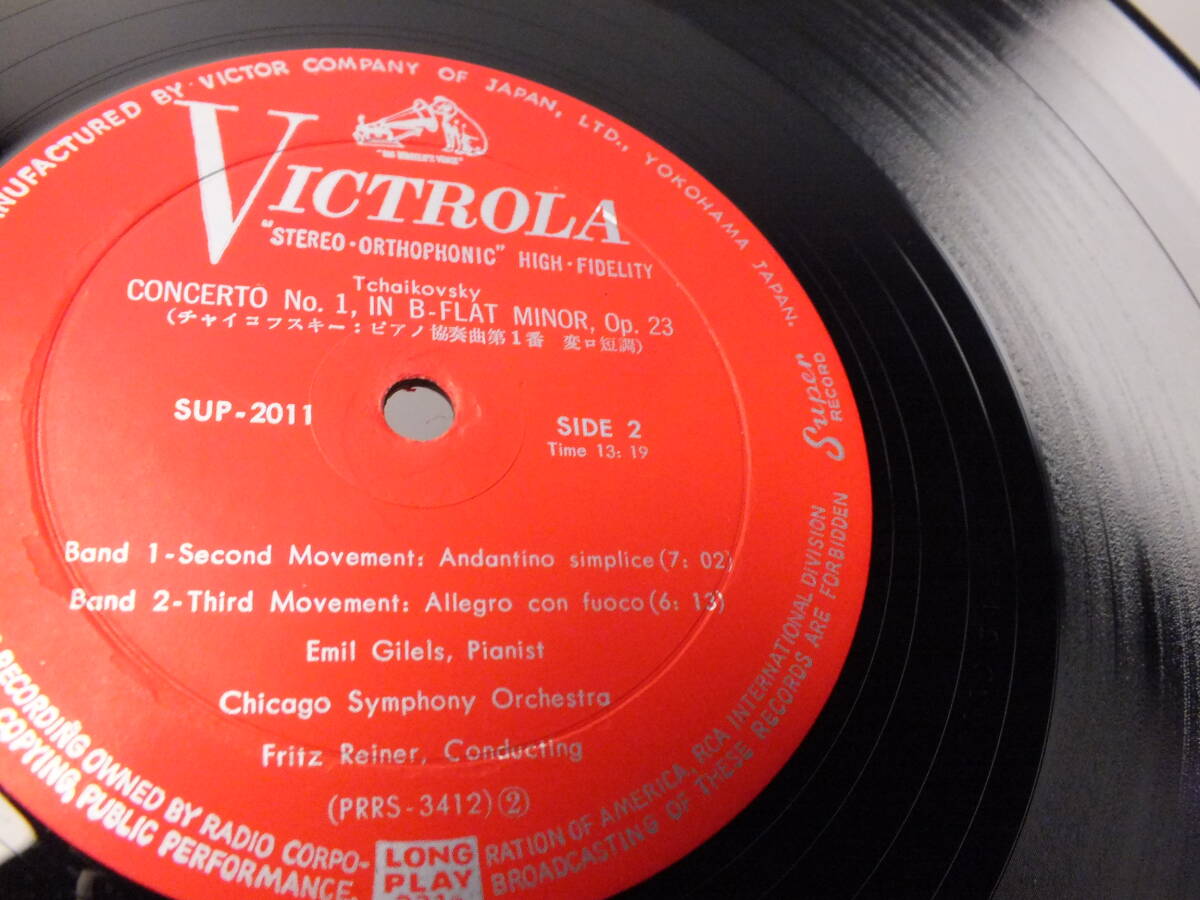 MANUFACTURED BY VICTOR COMPANY OF JAPAN, LTD., YOKOHAMA JAPAN.
"HIS MASTER'S VOICE"
VICTROLA
"STEREO-ORTHOPHONIC" HIGH-FIDELITY
Tchaikovsky
CONCERTO No. 1, IN B-FLAT MINOR, Op. 23
(チャイコフスキー:ピアノ協奏曲第1番 変ロ短調)
SUP-2011
SIDE 2
Time 13: 19
Super
RECORD
Band 1-Second Movement: Andantino simplice(7: 02)
Band 2-Third Movement: Allegro con fuoco(6: 13)
Emil Gilels, Pianist
Chicago Symphony Orchestra
Fritz Reiner, Conducting
(PRRS-3412)②
LONG
PLAY
RECORDING OWNED BY RADIO CORPORATION OF AMERICA, RCA INTERNATIONAL DIVISION
COPYING, PUBLIC PERFORMANCE, BROADCASTING OF THESE RECORDS ARE FORBIDDEN